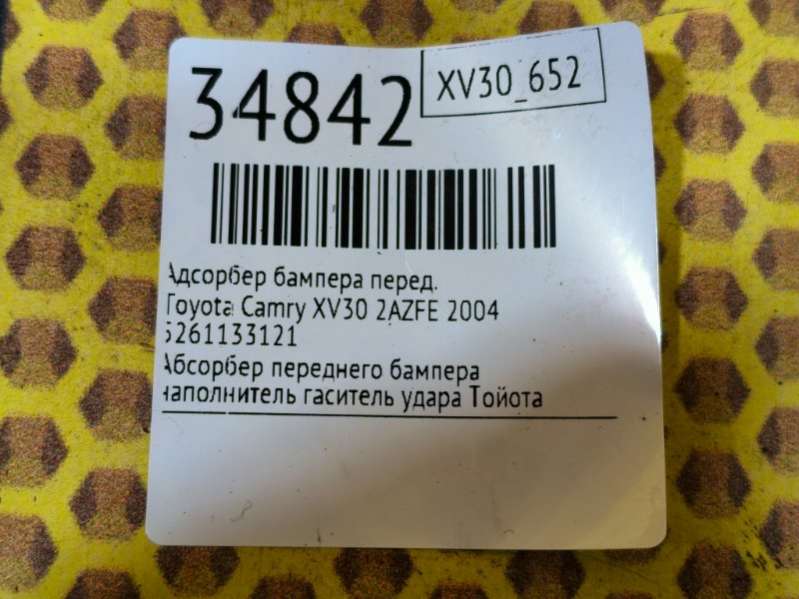 34842
XV30_652
Адсорбер бампера перед.
Toyota Camry XV30 2AZFE 2004
5261133121
Абсорбер переднего бампера
наполнитель гаситель удара Тойота